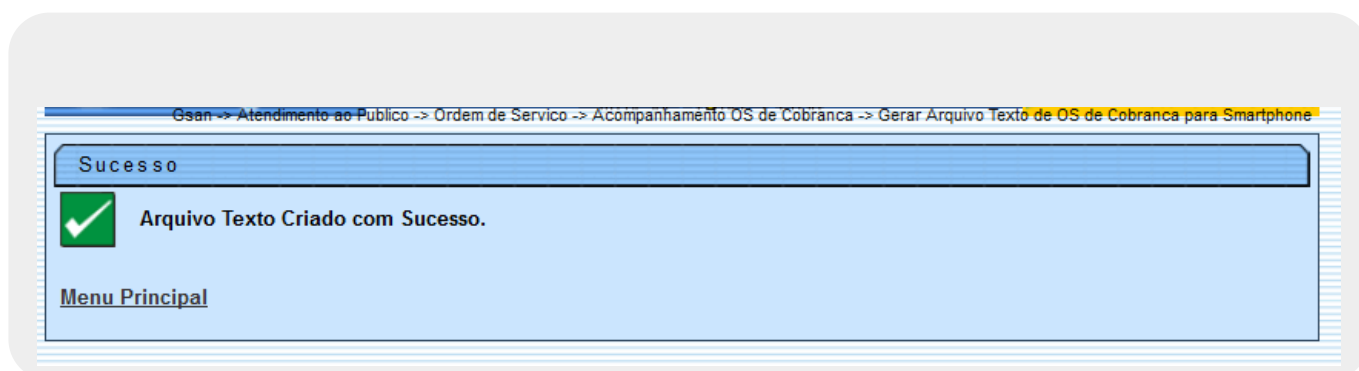 Gsan -> Atendimento ao Publico -> Ordem de Servico -> Acompanhamento OS de Cobranca -> Gerar Arquivo Texto de OS de Cobranca para Smartphone
Sucesso
Arquivo Texto Criado com Sucesso.
Menu Principal